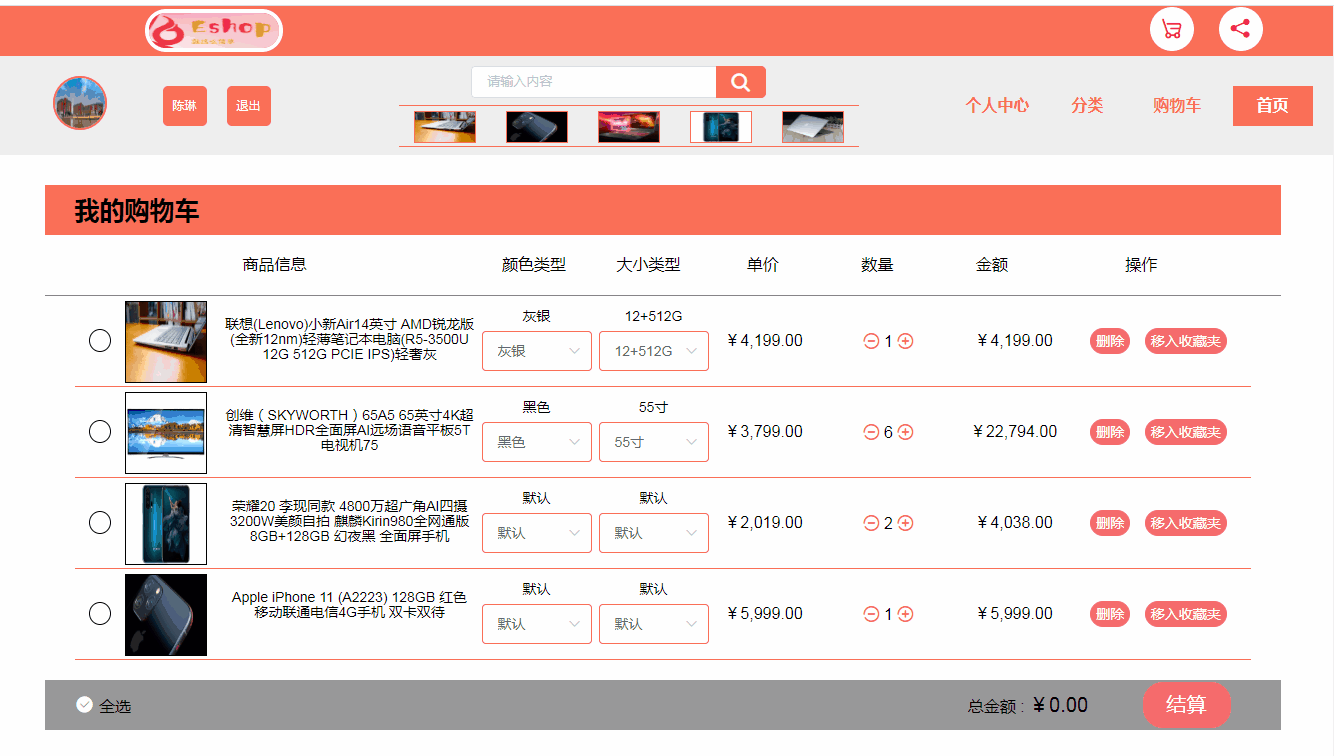 Eshop
陈琳
退出
请输入内容
个人中心
分类
购物车
首页
我的购物车
商品信息
颜色类型
大小类型
单价
数量
金额
操作
联想(Lenovo)小新Air14英寸 AMD锐龙版
(全新12nm)轻薄笔记本电脑(R5-3500U
12G 512G PCIE IPS)轻奢灰
灰银
灰银
12+512G
12+512G
¥4,199.00
1
¥4,199.00
删除
移入收藏夹
创维（SKYWORTH）65A5 65英寸4K超
清智慧屏HDR全面屏AI远场语音平板5T
电视机75
黑色
黑色
55寸
55寸
¥3,799.00
6
¥22,794.00
删除
移入收藏夹
荣耀20 李现同款 4800万超广角AI四摄
3200W美颜自拍 麒麟Kirin980全网通版
8GB+128GB 幻夜黑 全面屏手机
默认
默认
默认
默认
¥2,019.00
2
¥4,038.00
删除
移入收藏夹
Apple iPhone 11 (A2223) 128GB 红色
移动联通电信4G手机 双卡双待
默认
默认
默认
默认
¥5,999.00
1
¥5,999.00
删除
移入收藏夹
全选
总金额 : ¥0.00
结算